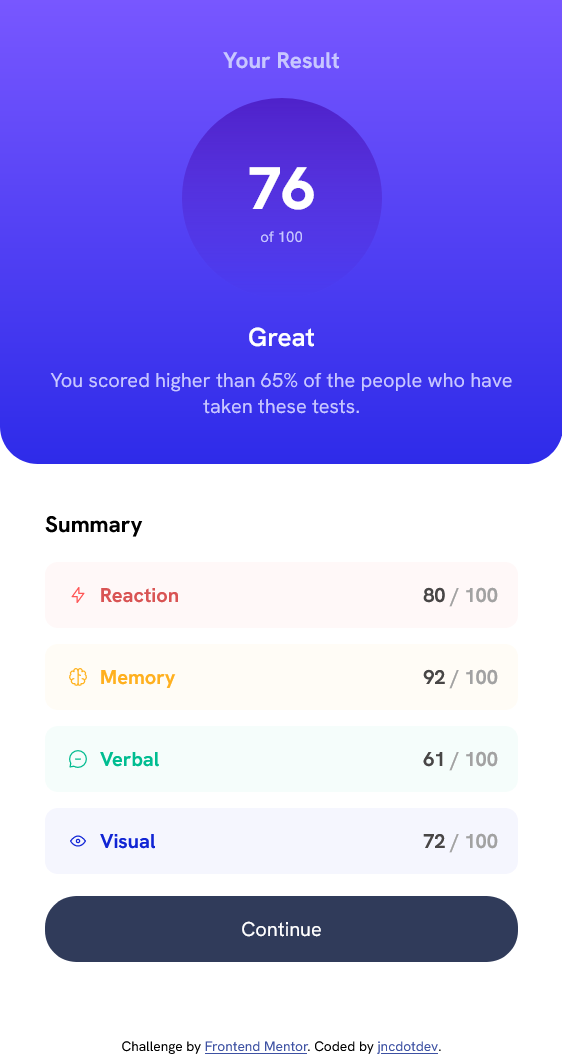 Your Result
76
of 100
Great
You scored higher than 65% of the people who have
taken these tests.
Summary
Reaction 80 / 100
Memory 92 / 100
Verbal 61 / 100
Visual 72 / 100
Continue
Challenge by Frontend Mentor. Coded by jncdotdev.